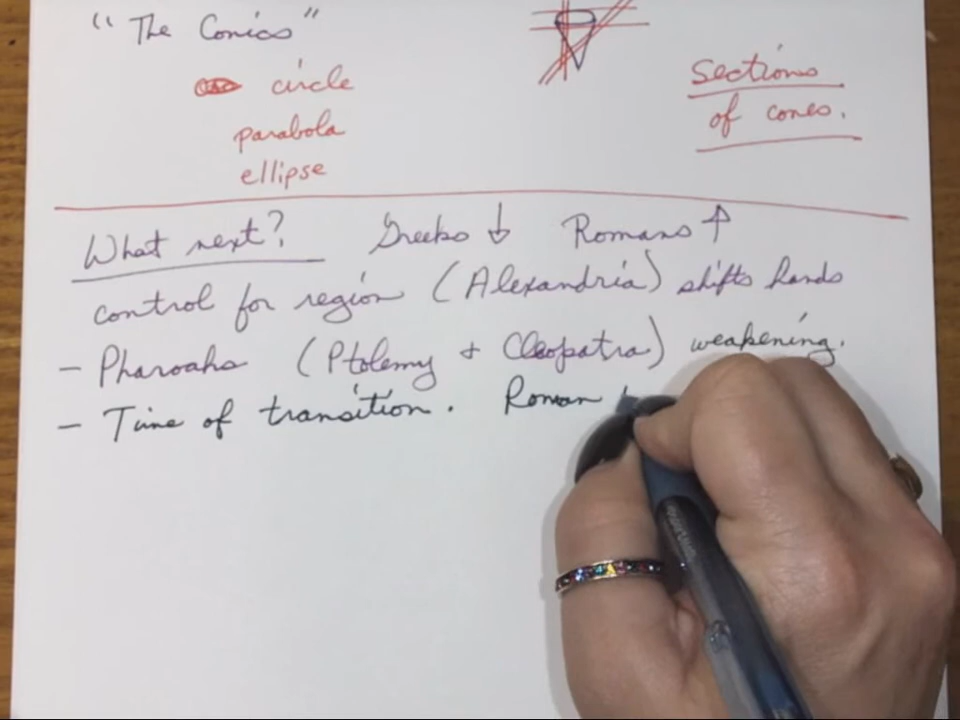 "The Conics"
circle
parabola
ellipse
Sections
of cones.
What next? Greeks ↓ Romans ↑
control for region (Alexandria) shifts hands
- Pharoahs (Ptolemy + Cleopatra) weakening.
- Time of transition. Roman